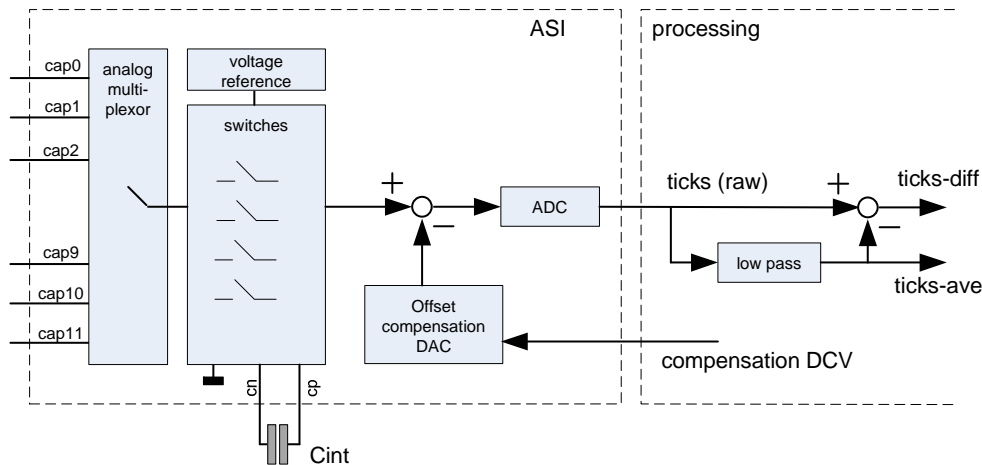 ASI
processing
cap0
cap1
cap2
cap9
cap10
cap11
analog
multi-
plexor
voltage
reference
switches
cn
cp
Cint
+
−
ADC
Offset
compensation
DAC
compensation DCV
ticks (raw)
low pass
+
−
ticks-diff
ticks-ave